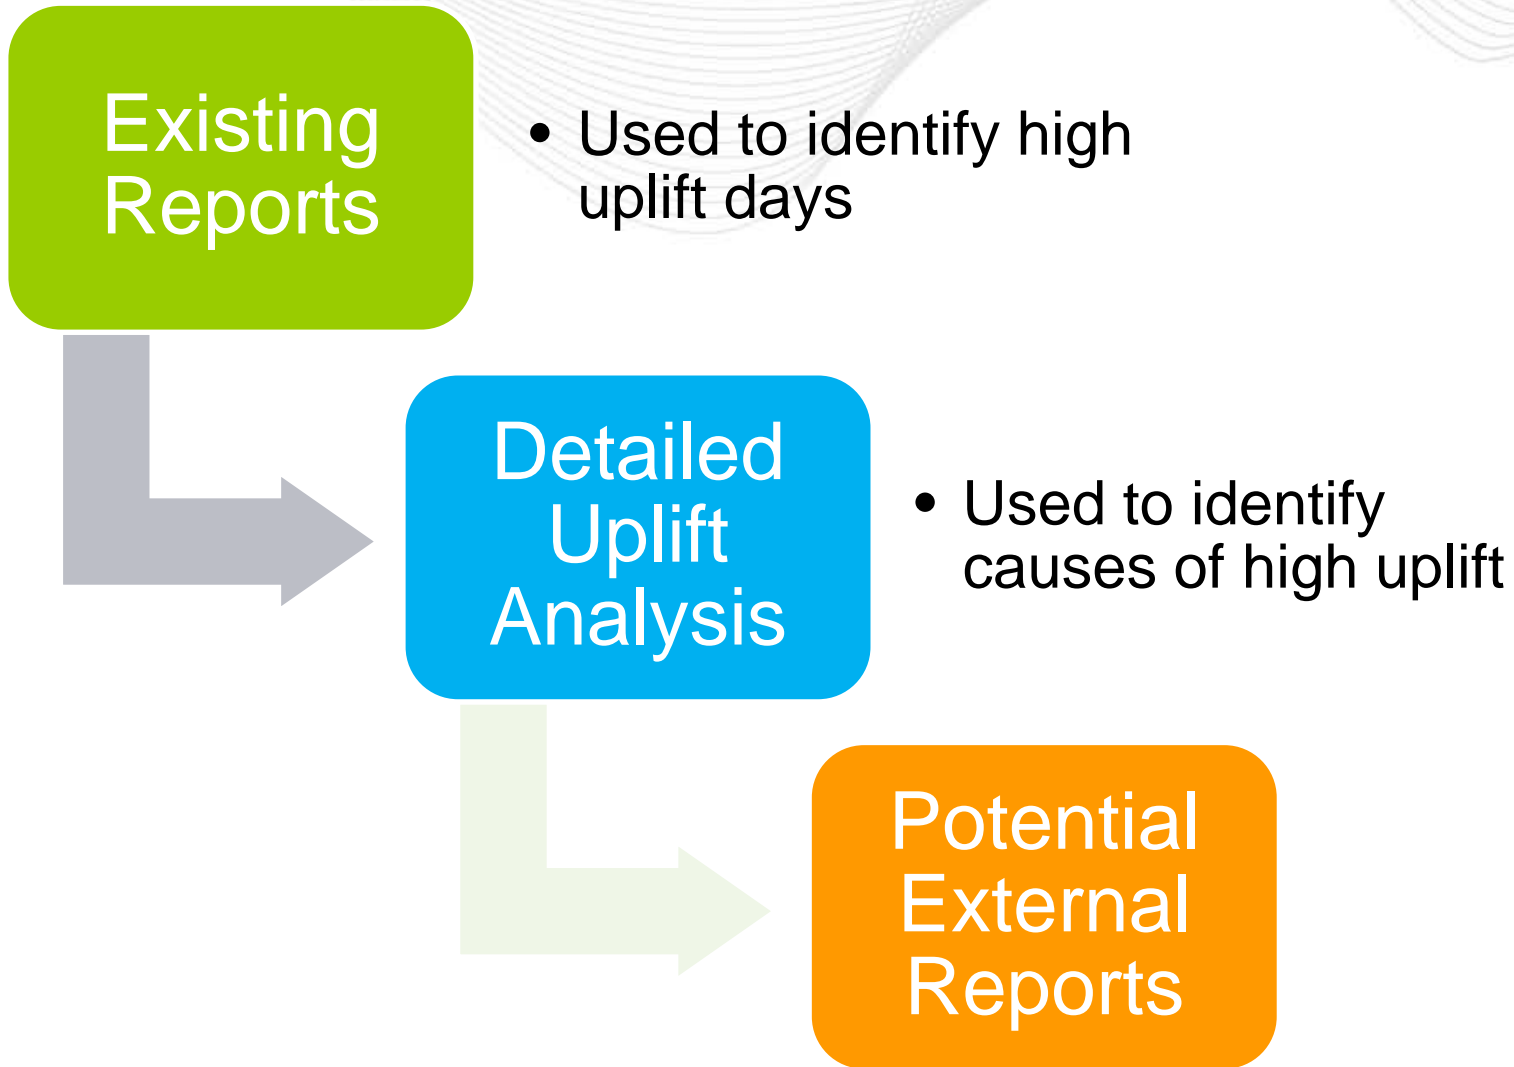 Existing
Reports
• Used to identify high
uplift days
Detailed
Uplift
Analysis
• Used to identify
causes of high uplift
Potential
External
Reports